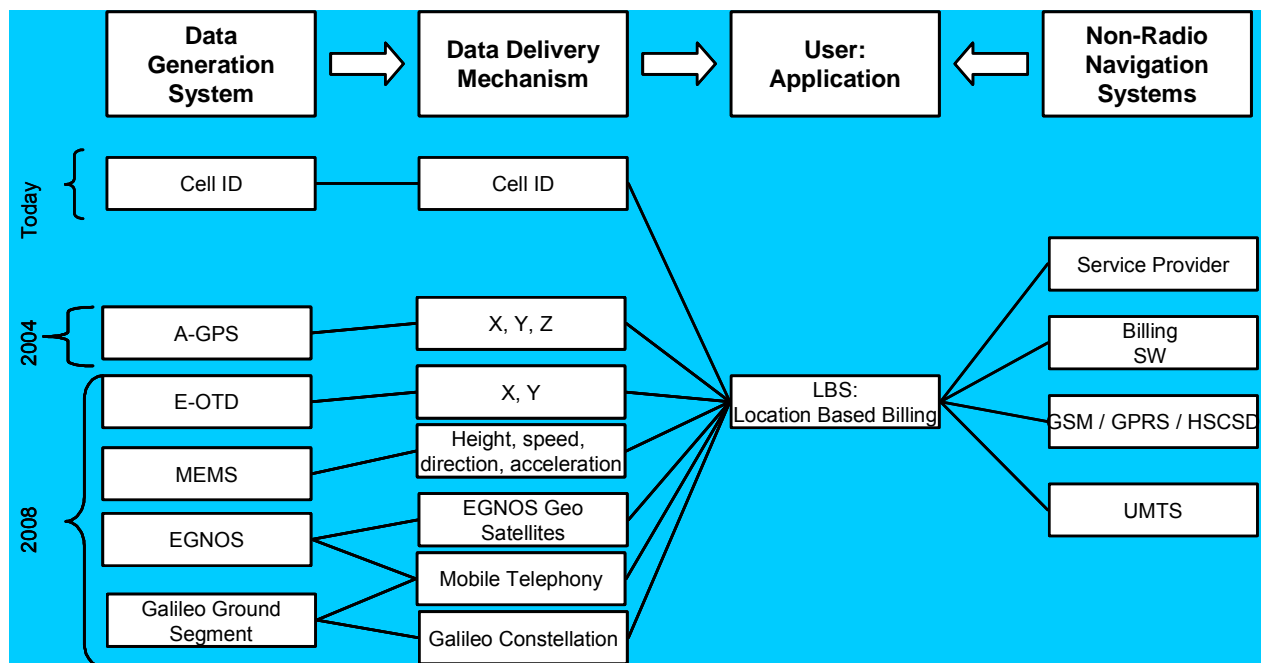 Data
Generation
System
Data Delivery
Mechanism
User:
Application
Non-Radio
Navigation
Systems
Today
Cell ID
Cell ID
Service Provider
2004
A-GPS
X, Y, Z
Billing
SW
E-OTD
X, Y
LBS:
Location Based Billing
GSM / GPRS / HSCSD
2008
MEMS
Height, speed,
direction, acceleration
EGNOS
EGNOS Geo
Satellites
UMTS
Mobile Telephony
Galileo Ground
Segment
Galileo Constellation